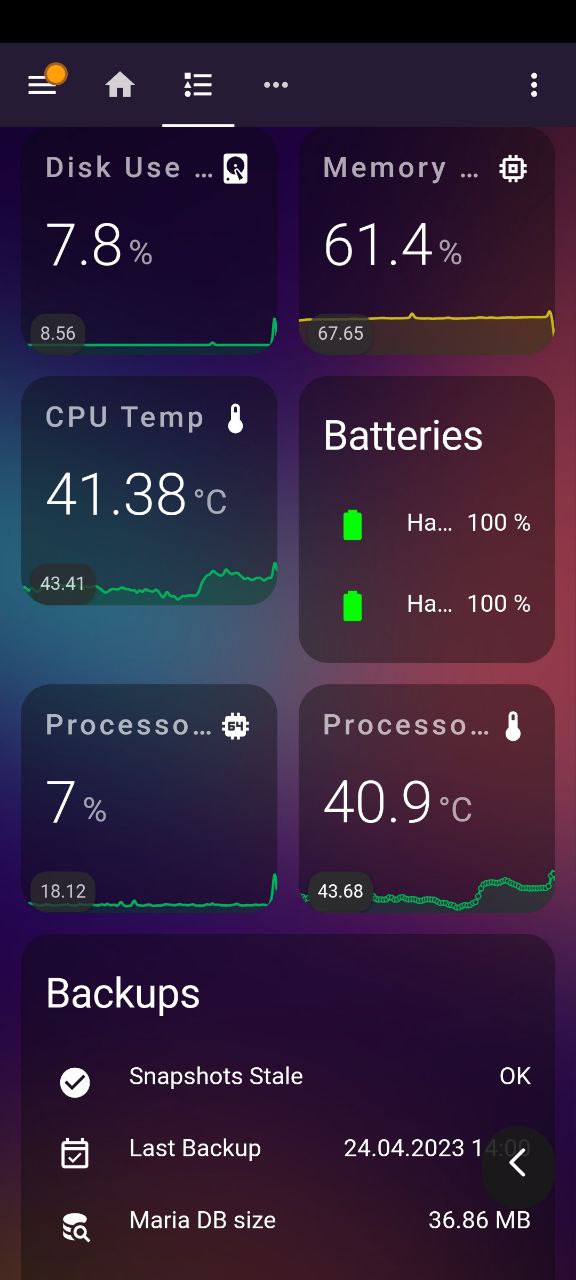 Disk Use ...
7.8 %
8.56
Memory ...
61.4 %
67.65
CPU Temp
41.38 °C
43.41
Batteries
Ha... 100 %
Ha... 100 %
Processo...
64
7 %
18.12
Processo...
40.9 °C
43.68
Backups
Snapshots Stale OK
Last Backup 24.04.2023 14:00
Maria DB size 36.86 MB